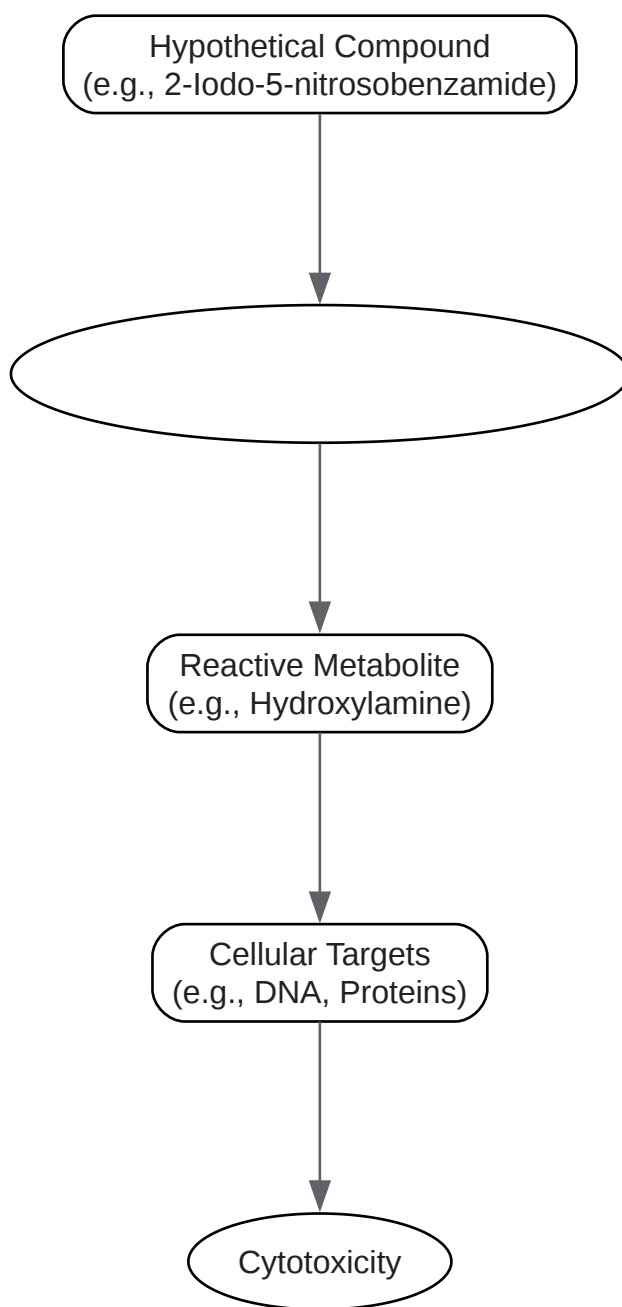 Hypothetical Compound
(e.g., 2-Iodo-5-nitrosobenzamide)
Reactive Metabolite
(e.g., Hydroxylamine)
Cellular Targets
(e.g., DNA, Proteins)
Cytotoxicity